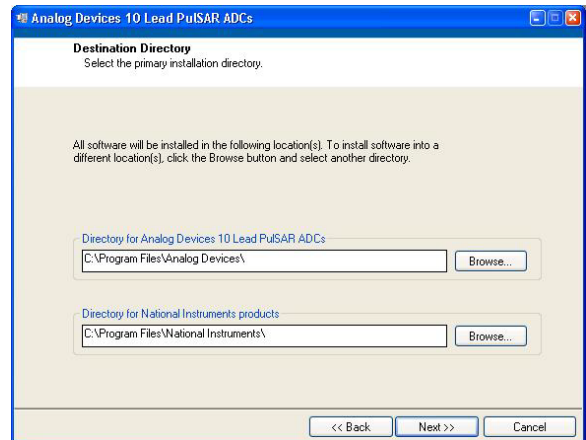 Analog Devices 10 Lead PulSAR ADCs
Destination Directory
Select the primary installation directory.
All software will be installed in the following location(s). To install software into a
different location(s), click the Browse button and select another directory.
Directory for Analog Devices 10 Lead PulSAR ADCs
C:\Program Files\Analog Devices\
Browse...
Directory for National Instruments products
C:\Program Files\National Instruments\
Browse...
<< Back
Next >>
Cancel